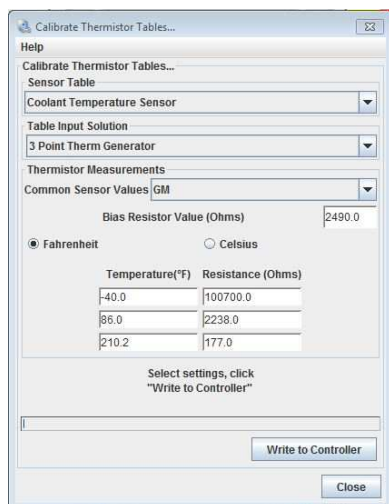 Calibrate Thermistor Tables...
Help
Calibrate Thermistor Tables...
Sensor Table
Coolant Temperature Sensor
Table Input Solution
3 Point Therm Generator
Thermistor Measurements
Common Sensor Values GM
Bias Resistor Value (Ohms) 2490.0
Fahrenheit Celsius
Temperature(°F) Resistance (Ohms)
-40.0 100700.0
86.0 2238.0
210.2 177.0
Select settings, click
"Write to Controller"
Write to Controller
Close